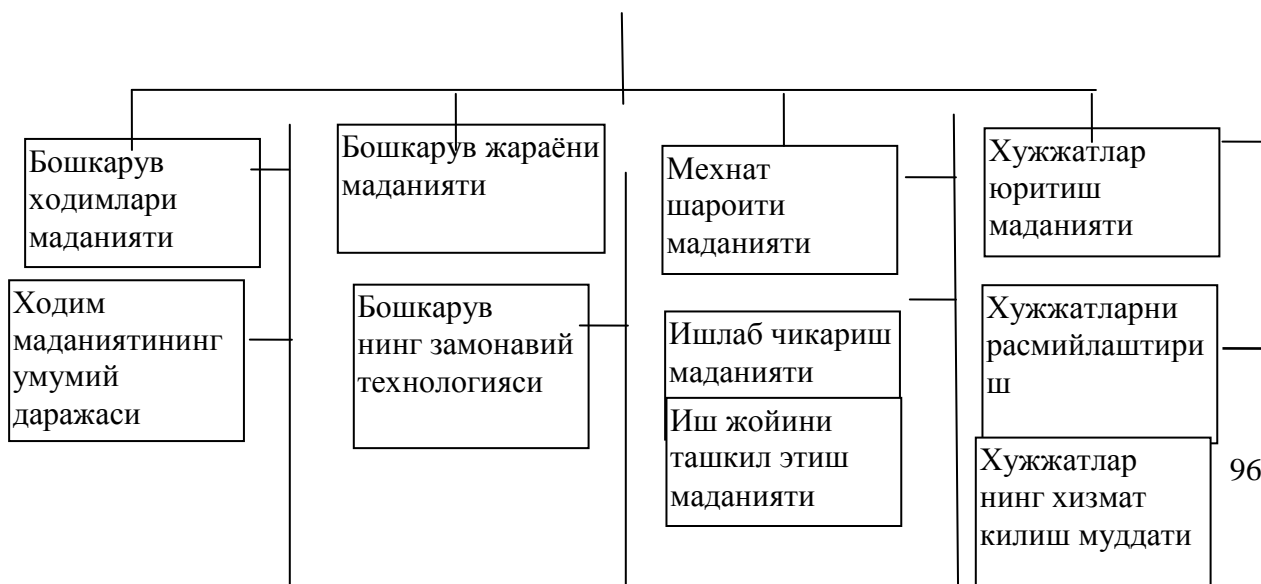 Бошкарув
ходимлари
маданияти
Бошкарув жараёни
маданияти
Мехнат
шароити
маданияти
Хужжатлар
юритиш
маданияти
Ходим
маданиятининг
умумий
даражаси
Бошкарув
нинг замонавий
технологияси
Ишлаб чикариш
маданияти
Иш жойини
ташкил этиш
маданияти
Хужжатларни
расмийлаштири
ш
Хужжатлар
нинг хизмат
килиш муддати
96